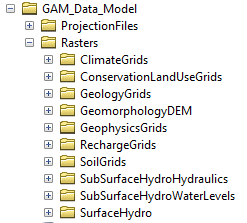 GAM_Data_Model
ProjectionFiles
Rasters
ClimateGrids
ConservationLandUseGrids
GeologyGrids
GeomorphologyDEM
GeophysicsGrids
RechargeGrids
SoilGrids
SubSurfaceHydroHydraulics
SubSurfaceHydroWaterLevels
SurfaceHydro